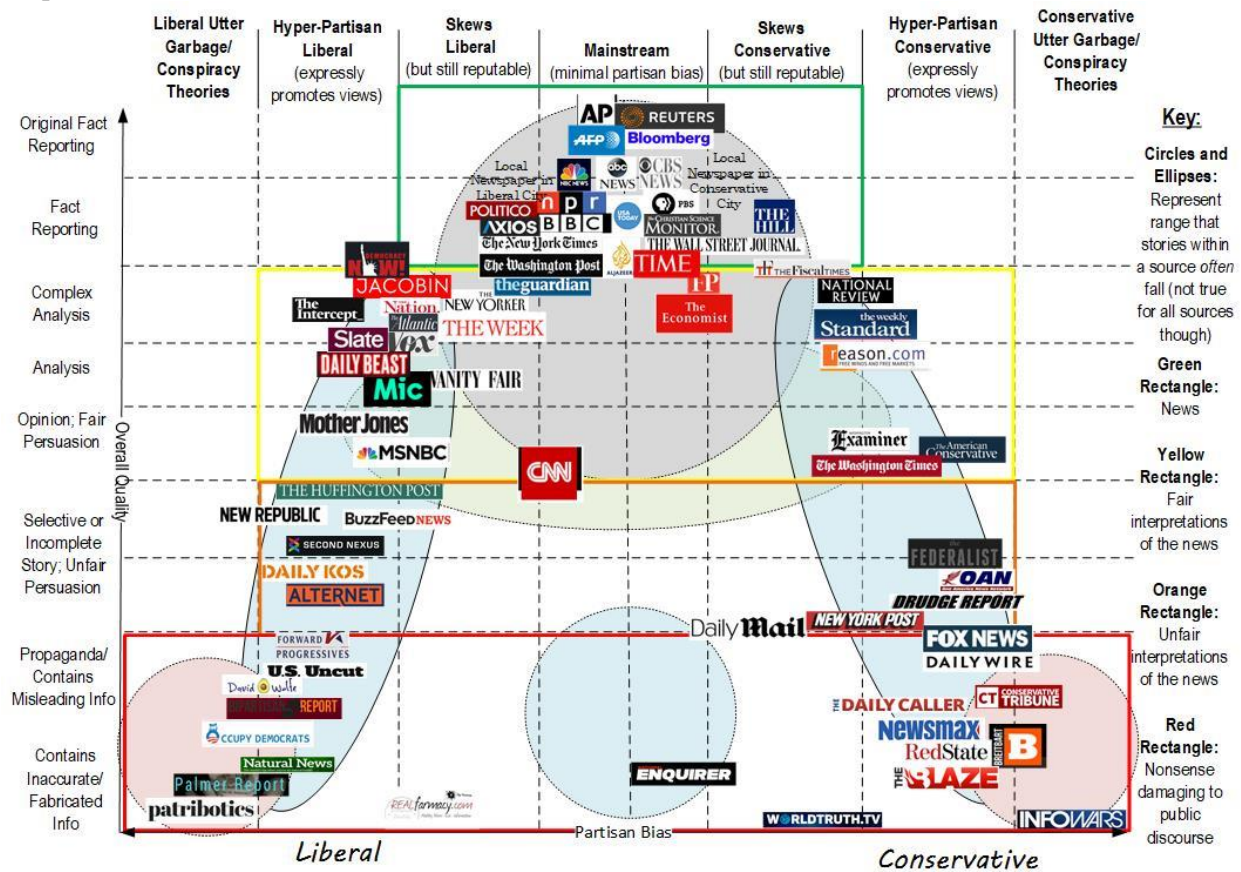 Liberal Utter
Garbage/
Conspiracy
Theories
Hyper-Partisan
Liberal
(expressly
promotes views)
Skews
Liberal
(but still reputable)
Mainstream
(minimal partisan bias)
Skews
Conservative
(but still reputable)
Hyper-Partisan
Conservative
(expressly
promotes views)
Conservative
Utter Garbage/
Conspiracy
Theories
Original Fact
Reporting
Fact
Reporting
Complex
Analysis
Analysis
Opinion; Fair
Persuasion
Selective or
Incomplete
Story; Unfair
Persuasion
Propaganda/
Contains
Misleading Info
Contains
Inaccurate/
Fabricated
Info
Overall Quality
AP
REUTERS
AFP
Bloomberg
Local
Newspaper in
Liberal City
NBC NEWS
abc
NEWS
CBS
NEWS
Local
Newspaper in
Conservative
City
POLITICO
npr
USA
TODAY
PBS
THE
HILL
AXIOS
BBC
The Christian Science
MONITOR
The New York Times
THE WALL STREET JOURNAL.
DEMOCRACY
NOW!
The Washington Post
ALJAZEERA
TIME
TF THE FISCAL TIMES
JACOBIN
theguardian
FP
NATIONAL
REVIEW
The
Intercept_
The
Nation.
THE
NEW YORKER
The
Economist
the weekly
Standard
The
Atlantic
THE WEEK
Slate
Vox
reason.com
FREE MINDS AND FREE MARKETS
DAILY BEAST
Mic
VANITY FAIR
Mother Jones
MSNBC
CNN
Examiner
The American
Conservative
The Washington Times
THE HUFFINGTON POST
NEW REPUBLIC
BuzzFeed NEWS
SECOND NEXUS
the
FEDERALIST
DAILY KOS
OAN
One America News Network
ALTERNET
DRUDGE REPORT
Daily Mail
NEW YORK POST
FORWARD
PROGRESSIVES
FOX NEWS
DAILY WIRE
U.S. Uncut
David Wolfe
BIPARTISAN REPORT
THE DAILY CALLER
CT CONSERVATIVE
TRIBUNE
OCCUPY DEMOCRATS
Newsmax
RedState
BREITBART
B
Natural News
Palmer Report
ENQUIRER
THE BLAZE
patribotics
REALfarmacy.com
WORLDTRUTH.TV
INFOWARS
Partisan Bias
Liberal
Conservative
Key:
Circles and
Ellipses:
Represent
range that
stories within
a source often
fall (not true
for all sources
though)
Green
Rectangle:
News
Yellow
Rectangle:
Fair
interpretations
of the news
Orange
Rectangle:
Unfair
interpretations
of the news
Red
Rectangle:
Nonsense
damaging to
public
discourse